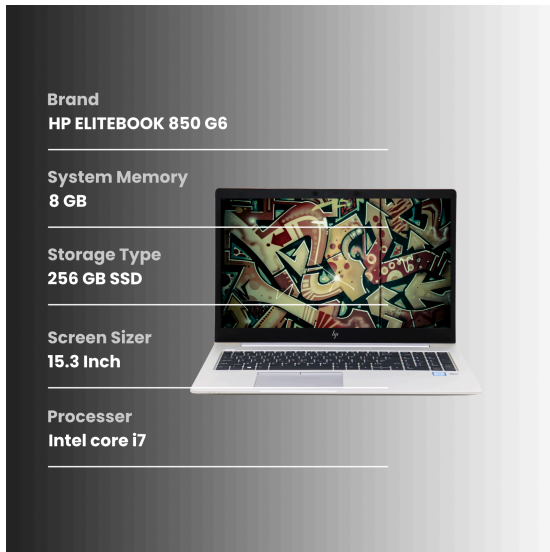 Brand
HP ELITEBOOK 850 G6
System Memory
8 GB
Storage Type
256 GB SSD
Screen Sizer
15.3 Inch
Processer
Intel core i7
hp